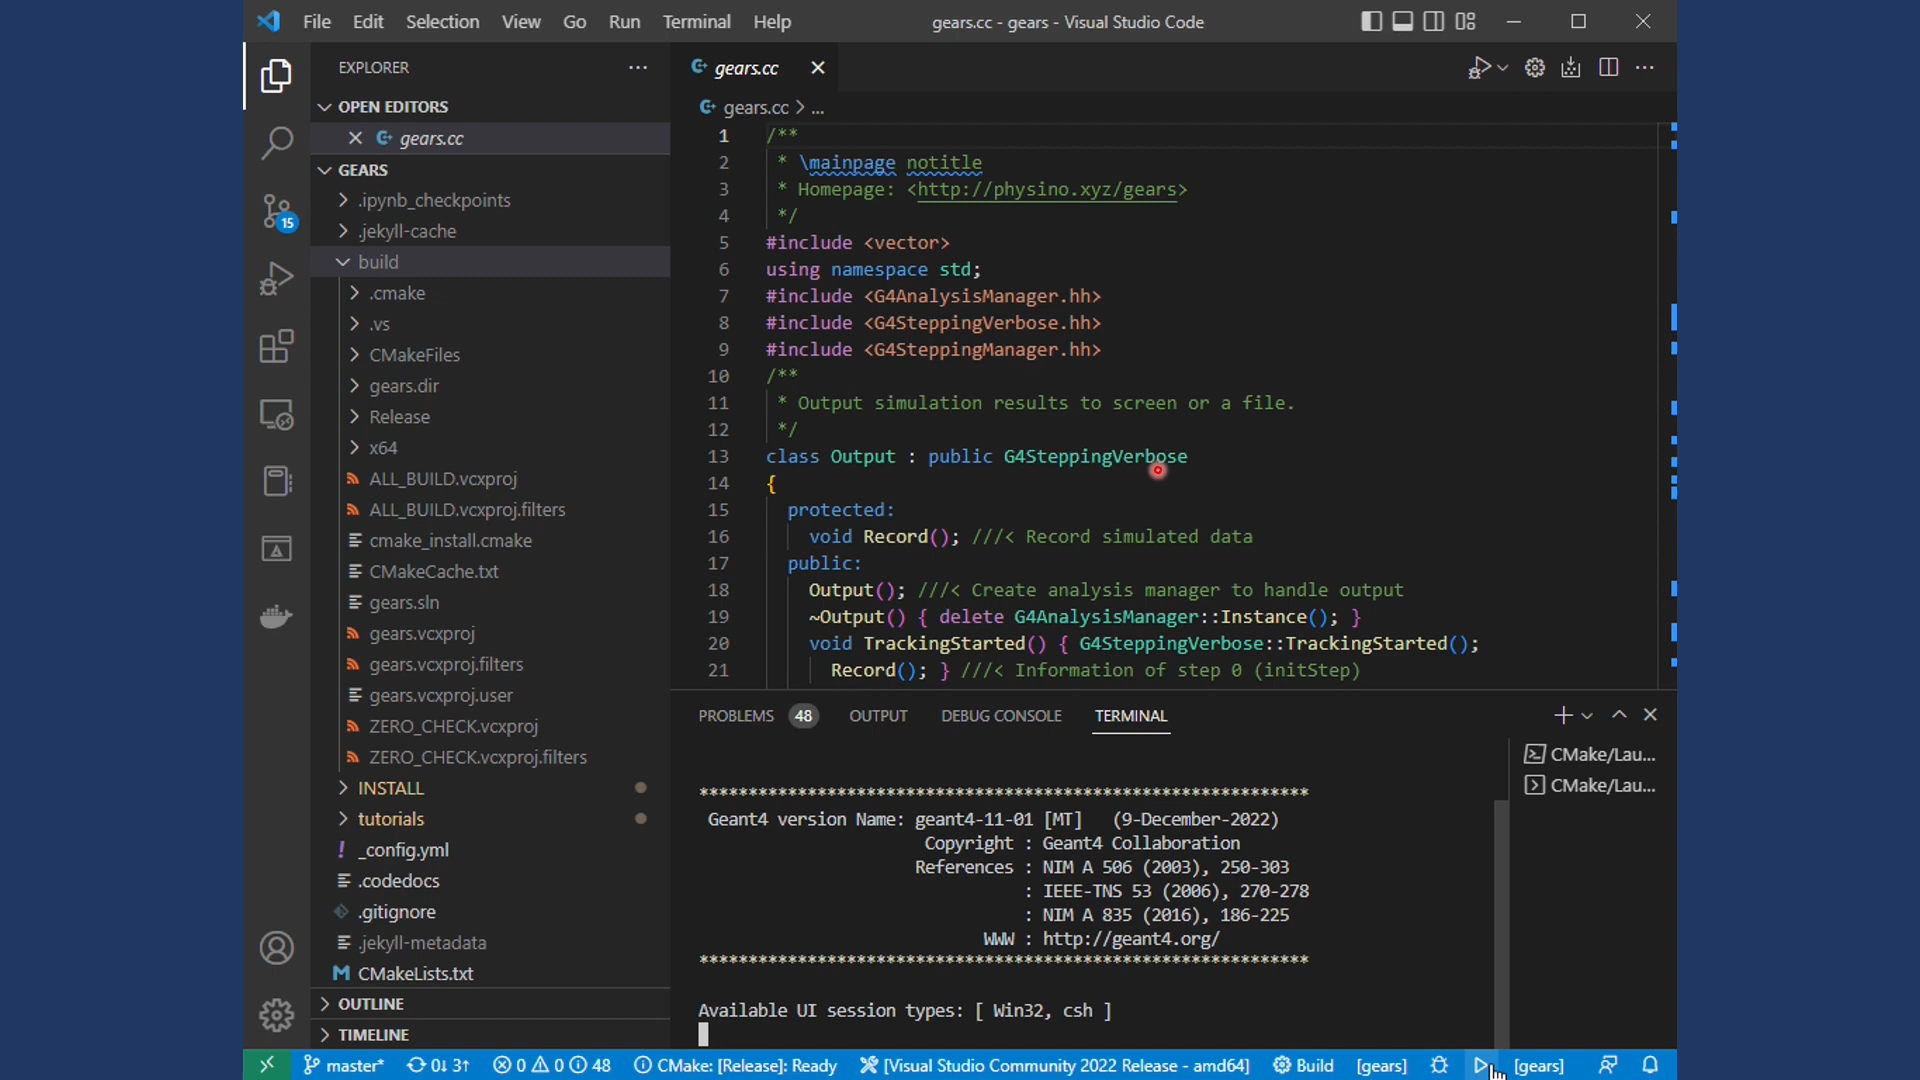 File Edit Selection View Go Run Terminal Help
gears.cc - gears - Visual Studio Code
EXPLORER
OPEN EDITORS
gears.cc
GEARS
.ipynb_checkpoints
.jekyll-cache
build
.cmake
.vs
CMakeFiles
gears.dir
Release
x64
ALL_BUILD.vcxproj
ALL_BUILD.vcxproj.filters
cmake_install.cmake
CMakeCache.txt
gears.sln
gears.vcxproj
gears.vcxproj.filters
gears.vcxproj.user
ZERO_CHECK.vcxproj
ZERO_CHECK.vcxproj.filters
INSTALL
tutorials
! _config.yml
.codedocs
.gitignore
.jekyll-metadata
CMakeLists.txt
OUTLINE
TIMELINE
15
gears.cc
gears.cc > ...
1 /**
2 * \mainpage notitle
3 * Homepage: <http://physino.xyz/gears>
4 */
5 #include <vector>
6 using namespace std;
7 #include <G4AnalysisManager.hh>
8 #include <G4SteppingVerbose.hh>
9 #include <G4SteppingManager.hh>
10 /**
11 * Output simulation results to screen or a file.
12 */
13 class Output : public G4SteppingVerbose
14 {
15 protected:
16 void Record(); ///< Record simulated data
17 public:
18 Output(); ///< Create analysis manager to handle output
19 ~Output() { delete G4AnalysisManager::Instance(); }
20 void TrackingStarted() { G4SteppingVerbose::TrackingStarted();
21 Record(); } ///< Information of step 0 (initStep)
PROBLEMS 48 OUTPUT DEBUG CONSOLE TERMINAL
CMake/Lau...
CMake/Lau...
**************************************************************
Geant4 version Name: geant4-11-01 [MT] (9-December-2022)
Copyright : Geant4 Collaboration
References : NIM A 506 (2003), 250-303
: IEEE-TNS 53 (2006), 270-278
: NIM A 835 (2016), 186-225
WWW : http://geant4.org/
**************************************************************
Available UI session types: [ Win32, csh ]
master* 0↓ 3↑ 0 0 48 CMake: [Release]: Ready [Visual Studio Community 2022 Release - amd64] Build [gears] [gears]